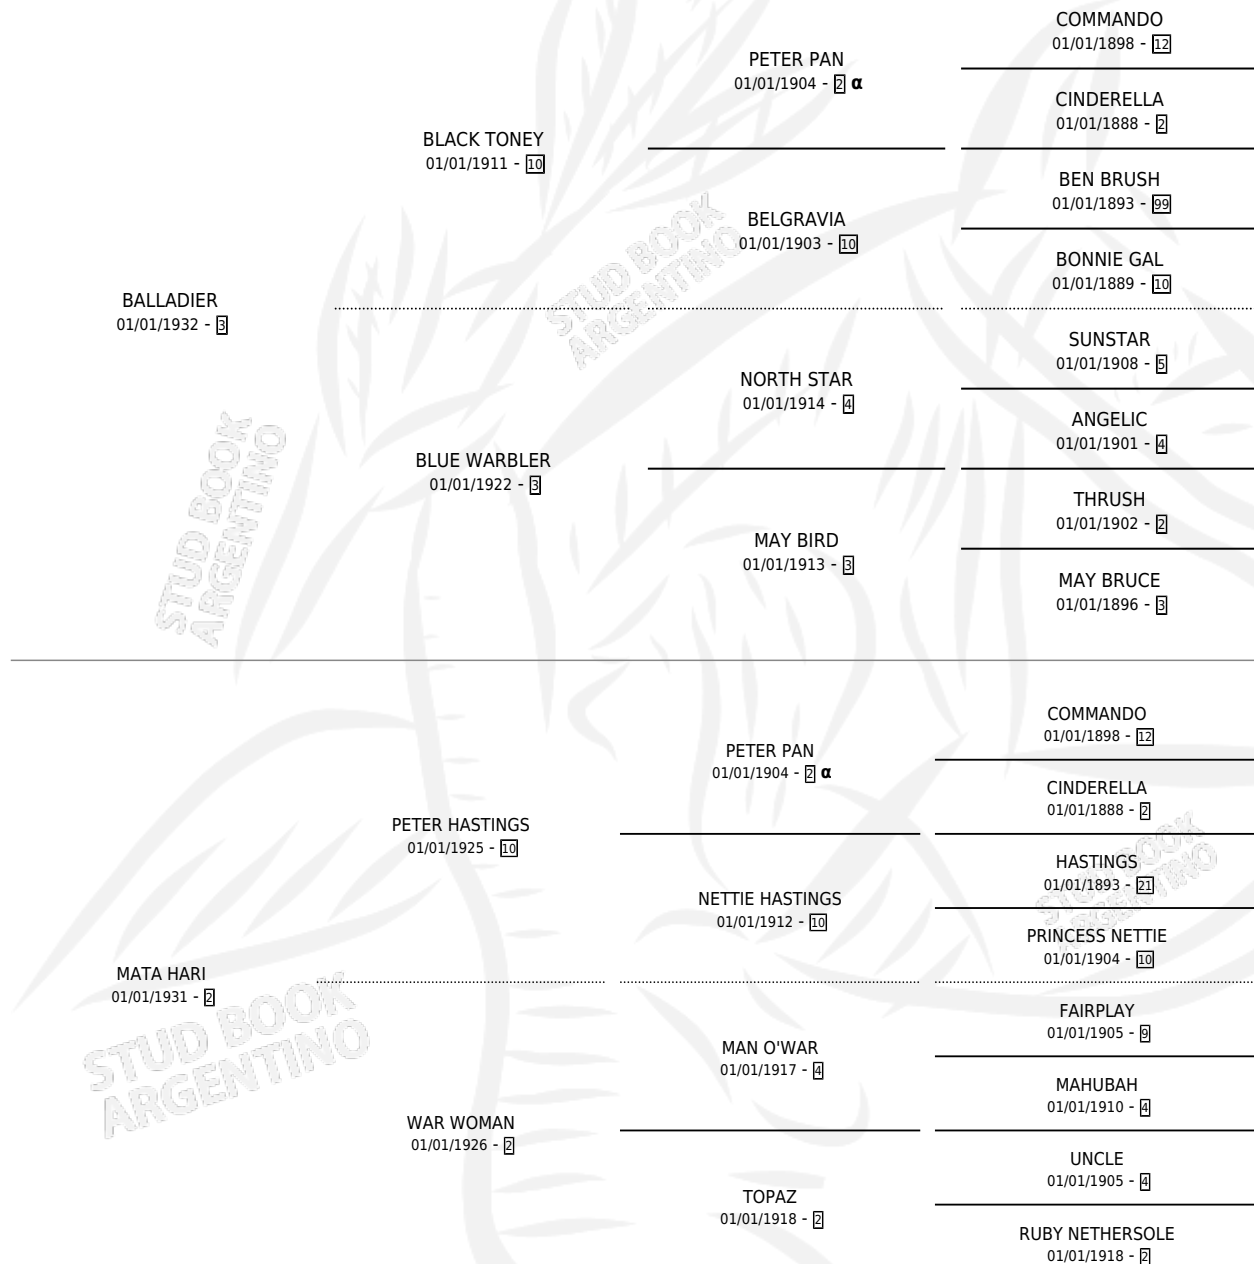 COMMANDO
01/01/1898 - 12
PETER PAN
01/01/1904 - 2 α
CINDERELLA
01/01/1888 - 2
BLACK TONEY
01/01/1911 - 10
BEN BRUSH
01/01/1893 - 99
BELGRAVIA
01/01/1903 - 10
BONNIE GAL
01/01/1889 - 10
BALLADIER
01/01/1932 - 3
SUNSTAR
01/01/1908 - 5
NORTH STAR
01/01/1914 - 4
ANGELIC
01/01/1901 - 4
BLUE WARBLER
01/01/1922 - 3
THRUSH
01/01/1902 - 2
MAY BIRD
01/01/1913 - 3
MAY BRUCE
01/01/1896 - 3
STUD BOOK
ARGENTINO
STUD BOOK
ARGENTINO
COMMANDO
01/01/1898 - 12
PETER PAN
01/01/1904 - 2 α
CINDERELLA
01/01/1888 - 2
PETER HASTINGS
01/01/1925 - 10
HASTINGS
01/01/1893 - 21
NETTIE HASTINGS
01/01/1912 - 10
PRINCESS NETTIE
01/01/1904 - 10
MATA HARI
01/01/1931 - 2
FAIRPLAY
01/01/1905 - 9
MAN O'WAR
01/01/1917 - 4
MAHUBAH
01/01/1910 - 4
WAR WOMAN
01/01/1926 - 2
UNCLE
01/01/1905 - 4
TOPAZ
01/01/1918 - 2
RUBY NETHERSOLE
01/01/1918 - 2
STUD BOOK
ARGENTINO
STUD BOOK
ARGENTINO